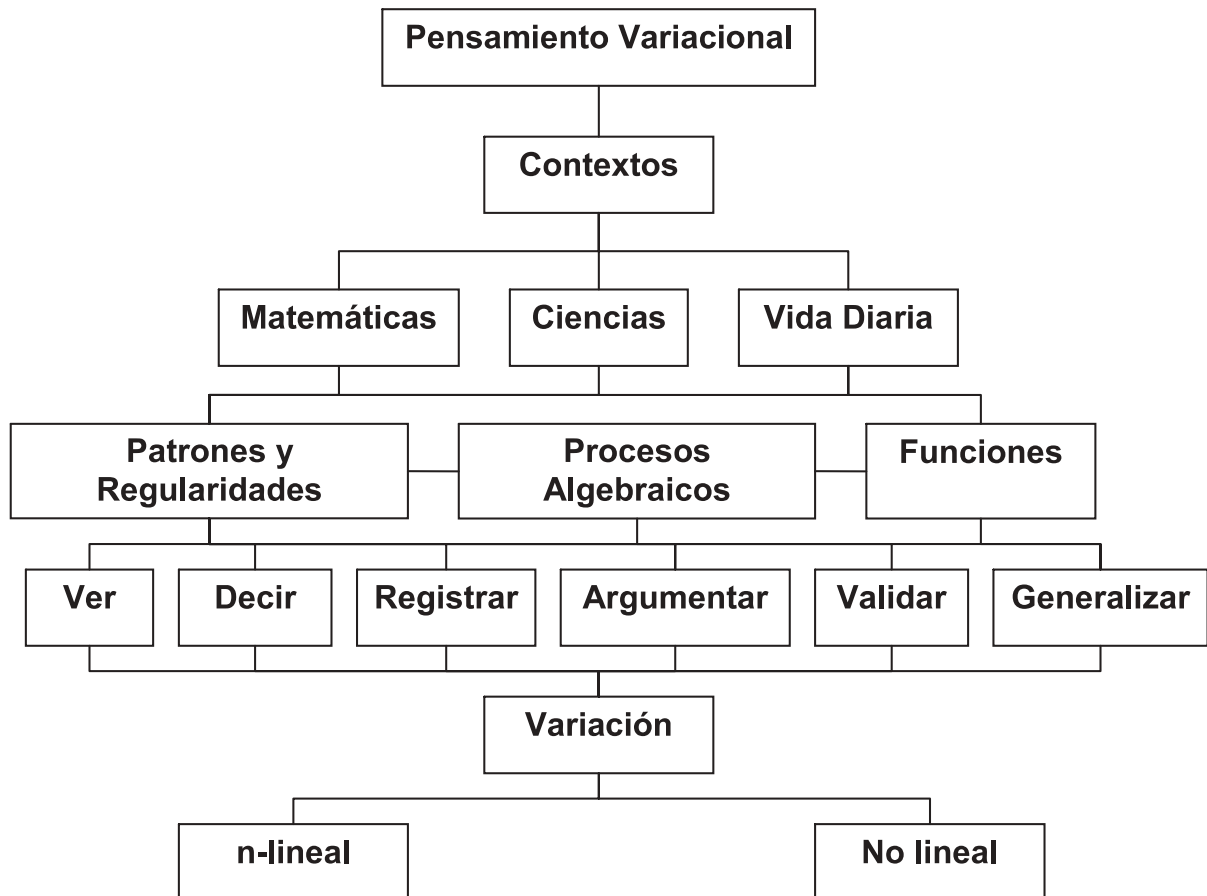 Pensamiento Variacional
Contextos
Matemáticas
Ciencias
Vida Diaria
Patrones y
Regularidades
Procesos
Algebraicos
Funciones
Ver
Decir
Registrar
Argumentar
Validar
Generalizar
Variación
n-lineal
No lineal